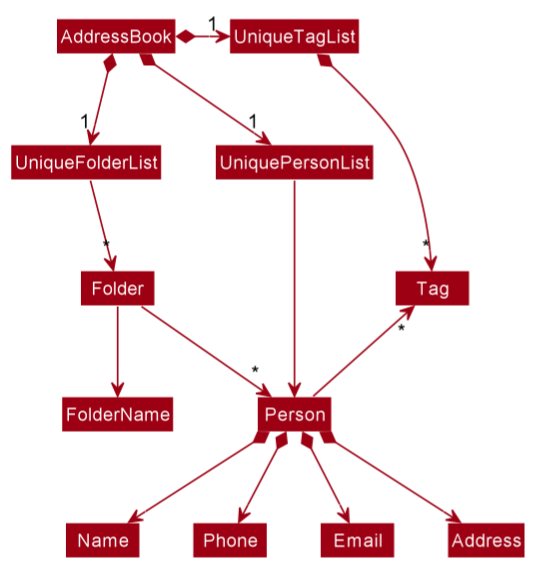 AddressBook
1
UniqueTagList
1
1
UniqueFolderList
UniquePersonList
*
*
Folder
Tag
*
*
FolderName
Person
Name
Phone
Email
Address